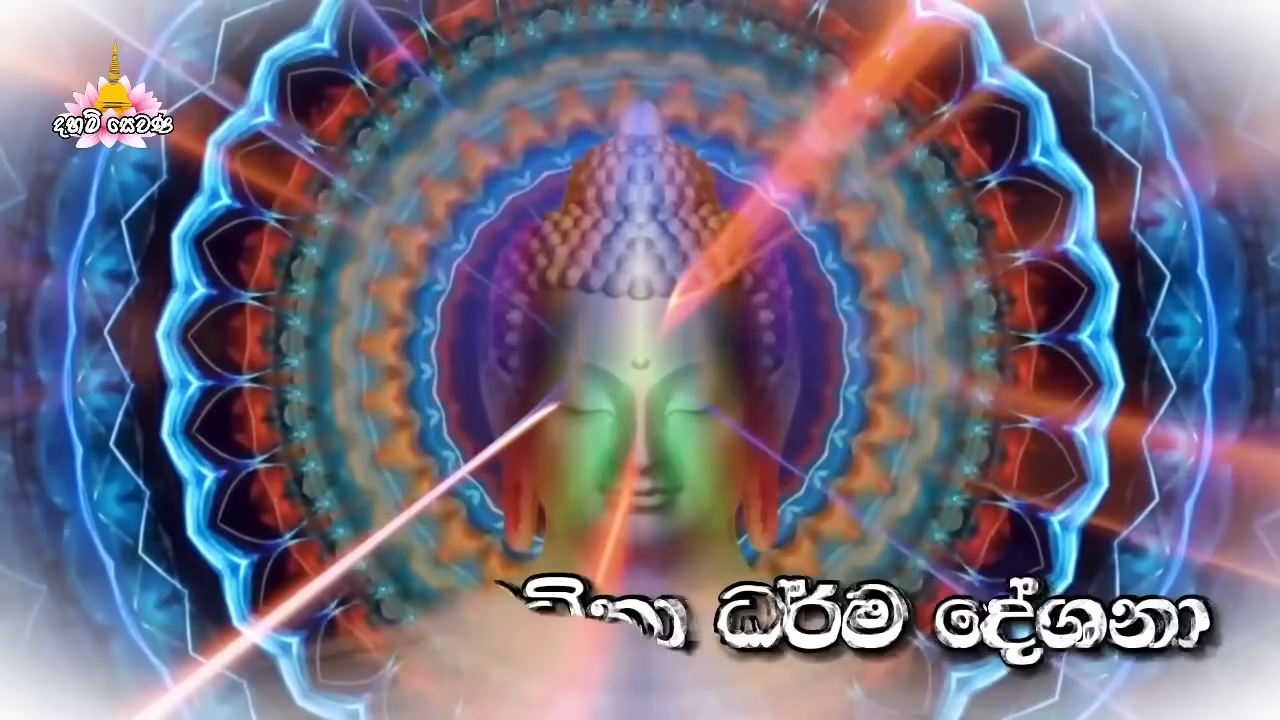 දහම් සෙවණ
ධර්ම දේශනා